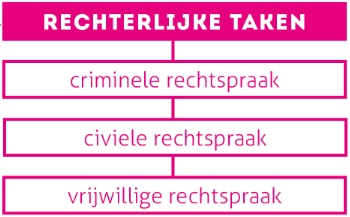 RECHTERLIJKE TAKEN
criminele rechtspraak
civiele rechtspraak
vrijwillige rechtspraak